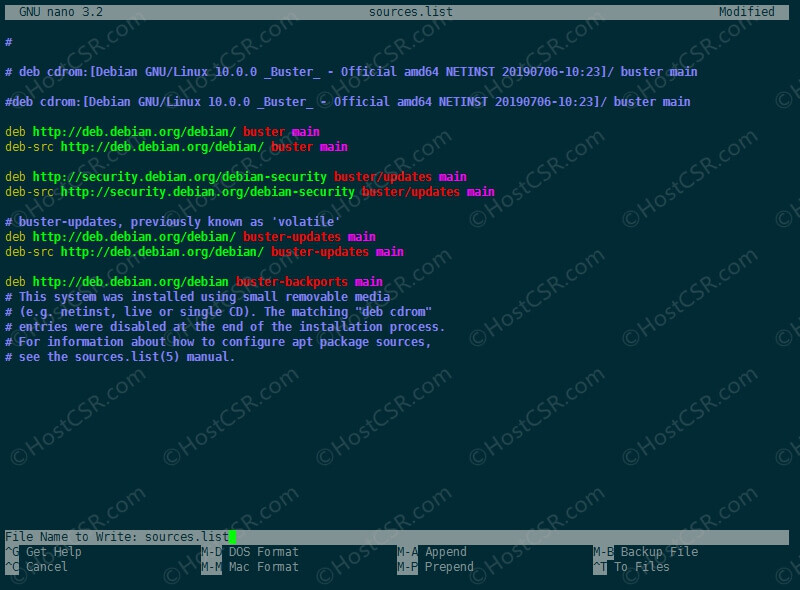 GNU nano 3.2 sources.list Modified
#
# deb cdrom:[Debian GNU/Linux 10.0.0 _Buster_ - Official amd64 NETINST 20190706-10:23]/ buster main
#deb cdrom:[Debian GNU/Linux 10.0.0 _Buster_ - Official amd64 NETINST 20190706-10:23]/ buster main
deb http://deb.debian.org/debian/ buster main
deb-src http://deb.debian.org/debian/ buster main
deb http://security.debian.org/debian-security buster/updates main
deb-src http://security.debian.org/debian-security buster/updates main
# buster-updates, previously known as 'volatile'
deb http://deb.debian.org/debian/ buster-updates main
deb-src http://deb.debian.org/debian/ buster-updates main
deb http://deb.debian.org/debian buster-backports main
# This system was installed using small removable media
# (e.g. netinst, live or single CD). The matching "deb cdrom"
# entries were disabled at the end of the installation process.
# For information about how to configure apt package sources,
# see the sources.list(5) manual.
File Name to Write: sources.list
^G Get Help M-D DOS Format M-A Append M-B Backup File
^C Cancel M-M Mac Format M-P Prepend ^T To Files
©HostCSR.com